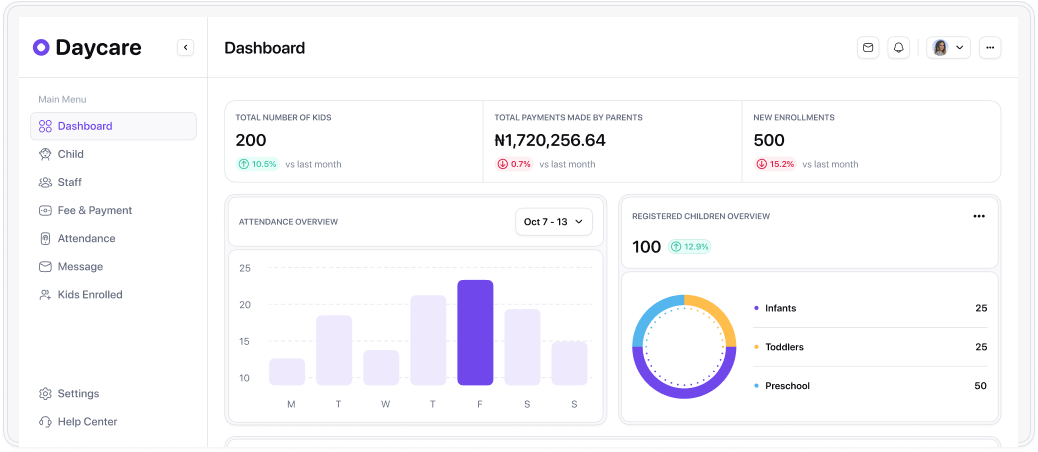 Daycare
Dashboard
Main Menu
Dashboard
Child
Staff
Fee & Payment
Attendance
Message
Kids Enrolled
Settings
Help Center
TOTAL NUMBER OF KIDS
200
10.5% vs last month
TOTAL PAYMENTS MADE BY PARENTS
₦1,720,256.64
0.7% vs last month
NEW ENROLLMENTS
500
15.2% vs last month
ATTENDANCE OVERVIEW
Oct 7 - 13
25
20
15
10
M T W T F S S
REGISTERED CHILDREN OVERVIEW
100 12.9%
Infants 25
Toddlers 25
Preschool 50